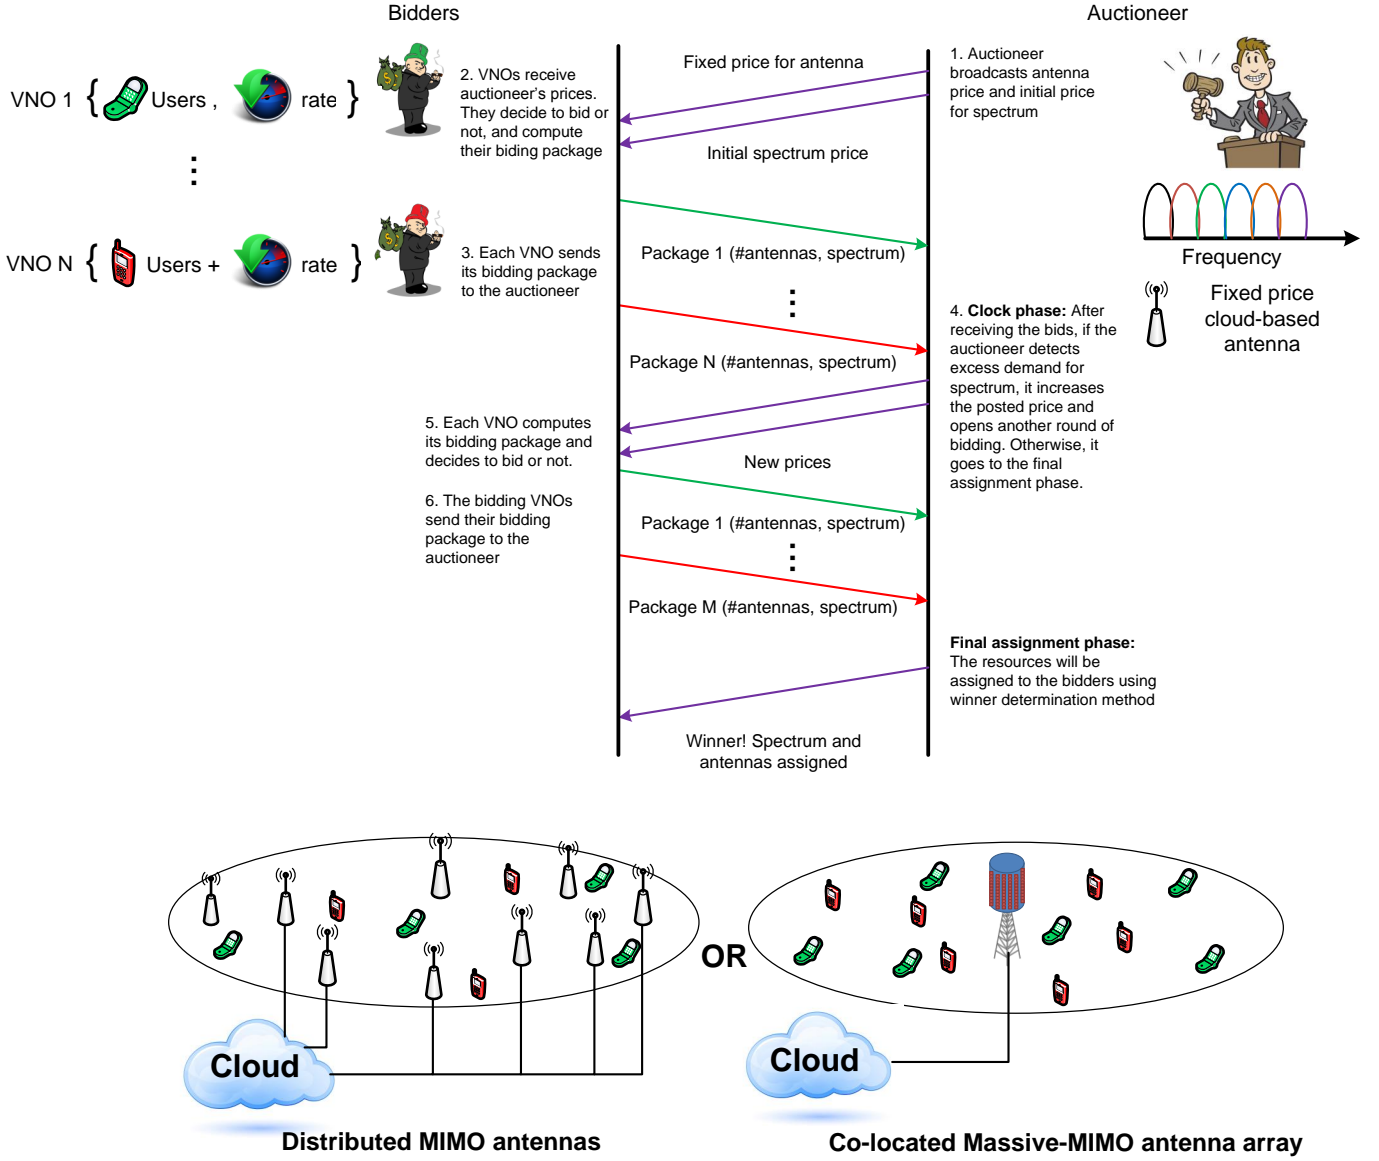 Bidders
Auctioneer
VNO 1 { Users , rate }
2. VNOs receive
auctioneer's prices.
They decide to bid or
not, and compute
their biding package
Fixed price for antenna
1. Auctioneer
broadcasts antenna
price and initial price
for spectrum
Initial spectrum price
VNO N { Users + rate }
3. Each VNO sends
its bidding package
to the auctioneer
Package 1 (#antennas, spectrum)
Frequency
Fixed price
cloud-based
antenna
4. Clock phase: After
receiving the bids, if the
auctioneer detects
excess demand for
spectrum, it increases
the posted price and
opens another round of
bidding. Otherwise, it
goes to the final
assignment phase.
Package N (#antennas, spectrum)
5. Each VNO computes
its bidding package and
decides to bid or not.
New prices
6. The bidding VNOs
send their bidding
package to the
auctioneer
Package 1 (#antennas, spectrum)
Package M (#antennas, spectrum)
Final assignment phase:
The resources will be
assigned to the bidders using
winner determination method
Winner! Spectrum and
antennas assigned
OR
Cloud
Cloud
Distributed MIMO antennas
Co-located Massive-MIMO antenna array